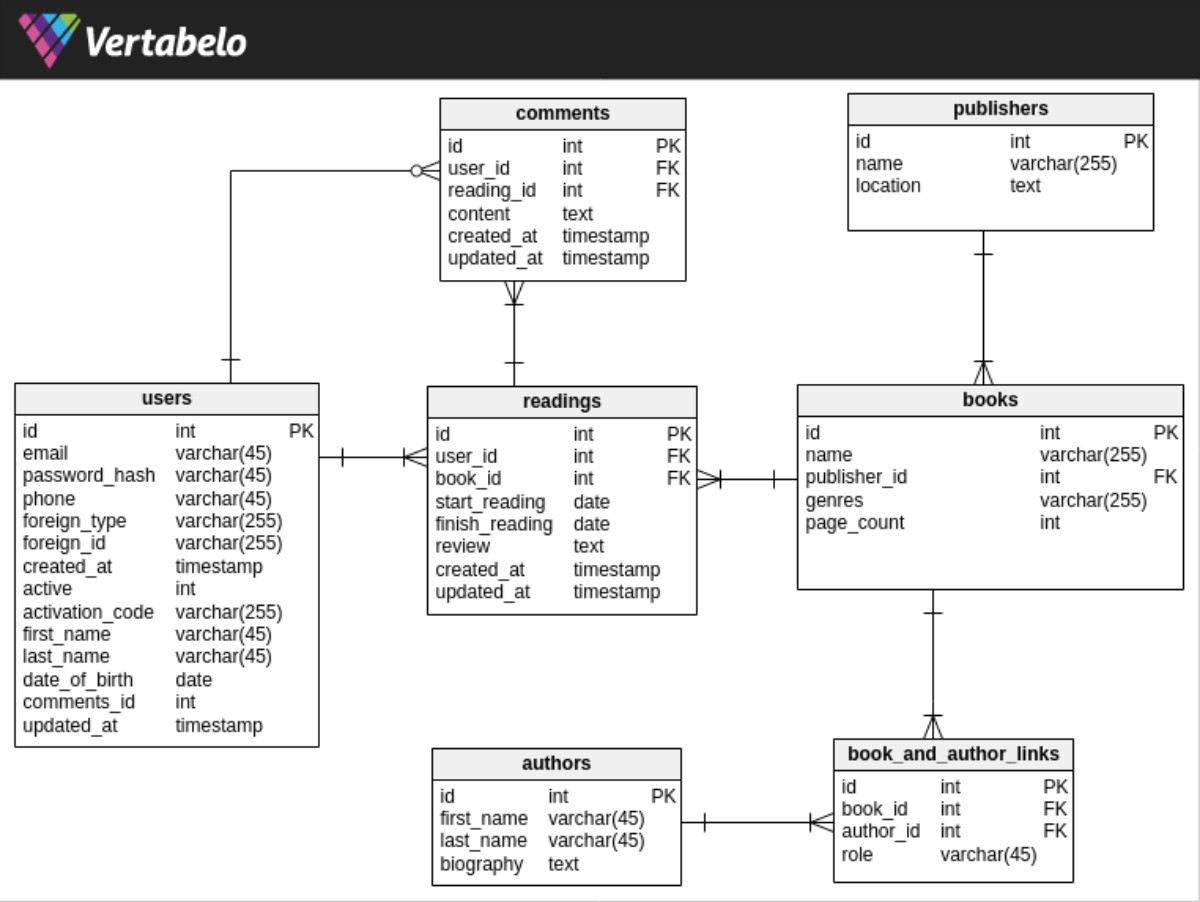 Vertabelo
comments
id int PK
user_id int FK
reading_id int FK
content text
created_at timestamp
updated_at timestamp
publishers
id int PK
name varchar(255)
location text
users
id int PK
email varchar(45)
password_hash varchar(45)
phone varchar(45)
foreign_type varchar(255)
foreign_id varchar(255)
created_at timestamp
active int
activation_code varchar(255)
first_name varchar(45)
last_name varchar(45)
date_of_birth date
comments_id int
updated_at timestamp
readings
id int PK
user_id int FK
book_id int FK
start_reading date
finish_reading date
review text
created_at timestamp
updated_at timestamp
books
id int PK
name varchar(255)
publisher_id int FK
genres varchar(255)
page_count int
authors
id int PK
first_name varchar(45)
last_name varchar(45)
biography text
book_and_author_links
id int PK
book_id int FK
author_id int FK
role varchar(45)